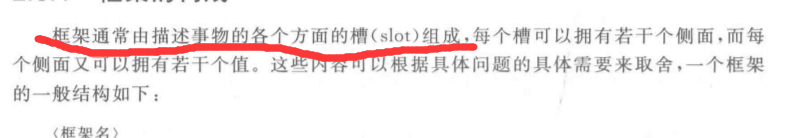 框架通常由描述事物的各个方面的槽(slot)组成,每个槽可以拥有若干个侧面,而每
个侧面又可以拥有若干个值。这些内容可以根据具体问题的具体需要来取舍,一个框架
的一般结构如下:
〈框架名〉